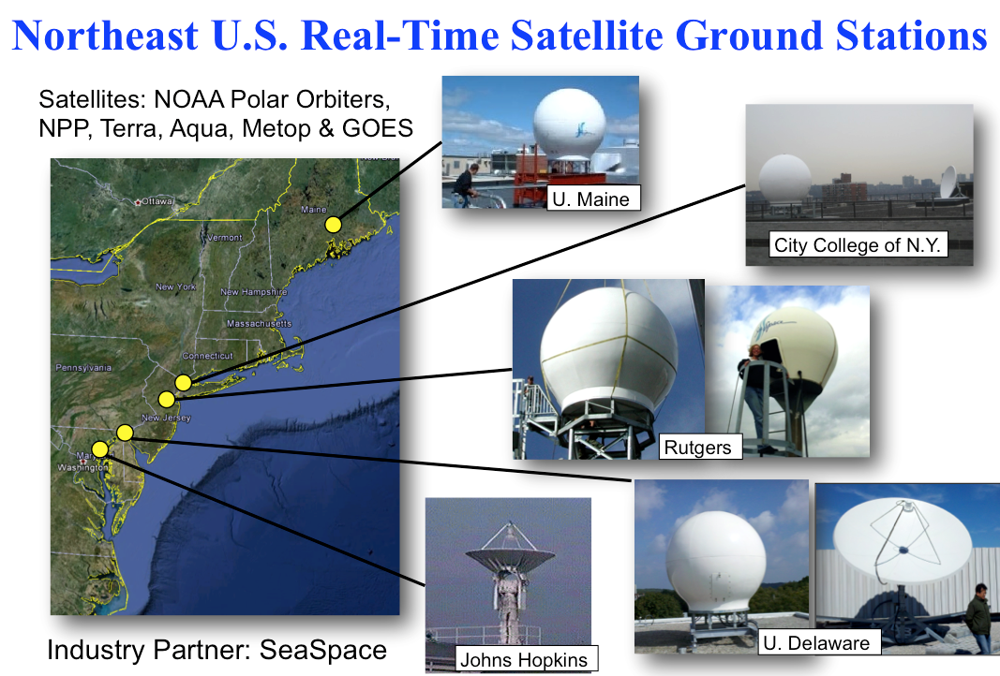 Northeast U.S. Real-Time Satellite Ground Stations
Satellites: NOAA Polar Orbiters,
NPP, Terra, Aqua, Metop & GOES
Ottawa
Maine
Vermont
New York
New Hampshire
Massachusetts
Connecticut
Pennsylvania
New Jersey
Washington
U. Maine
City College of N.Y.
Rutgers
U. Delaware
Johns Hopkins
Industry Partner: SeaSpace